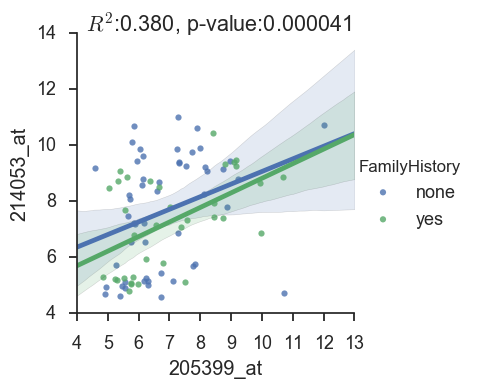 R²:0.380, p-value:0.000041
14
12
10
8
6
4
214053_at
4 5 6 7 8 9 10 11 12 13
205399_at
FamilyHistory
none
yes